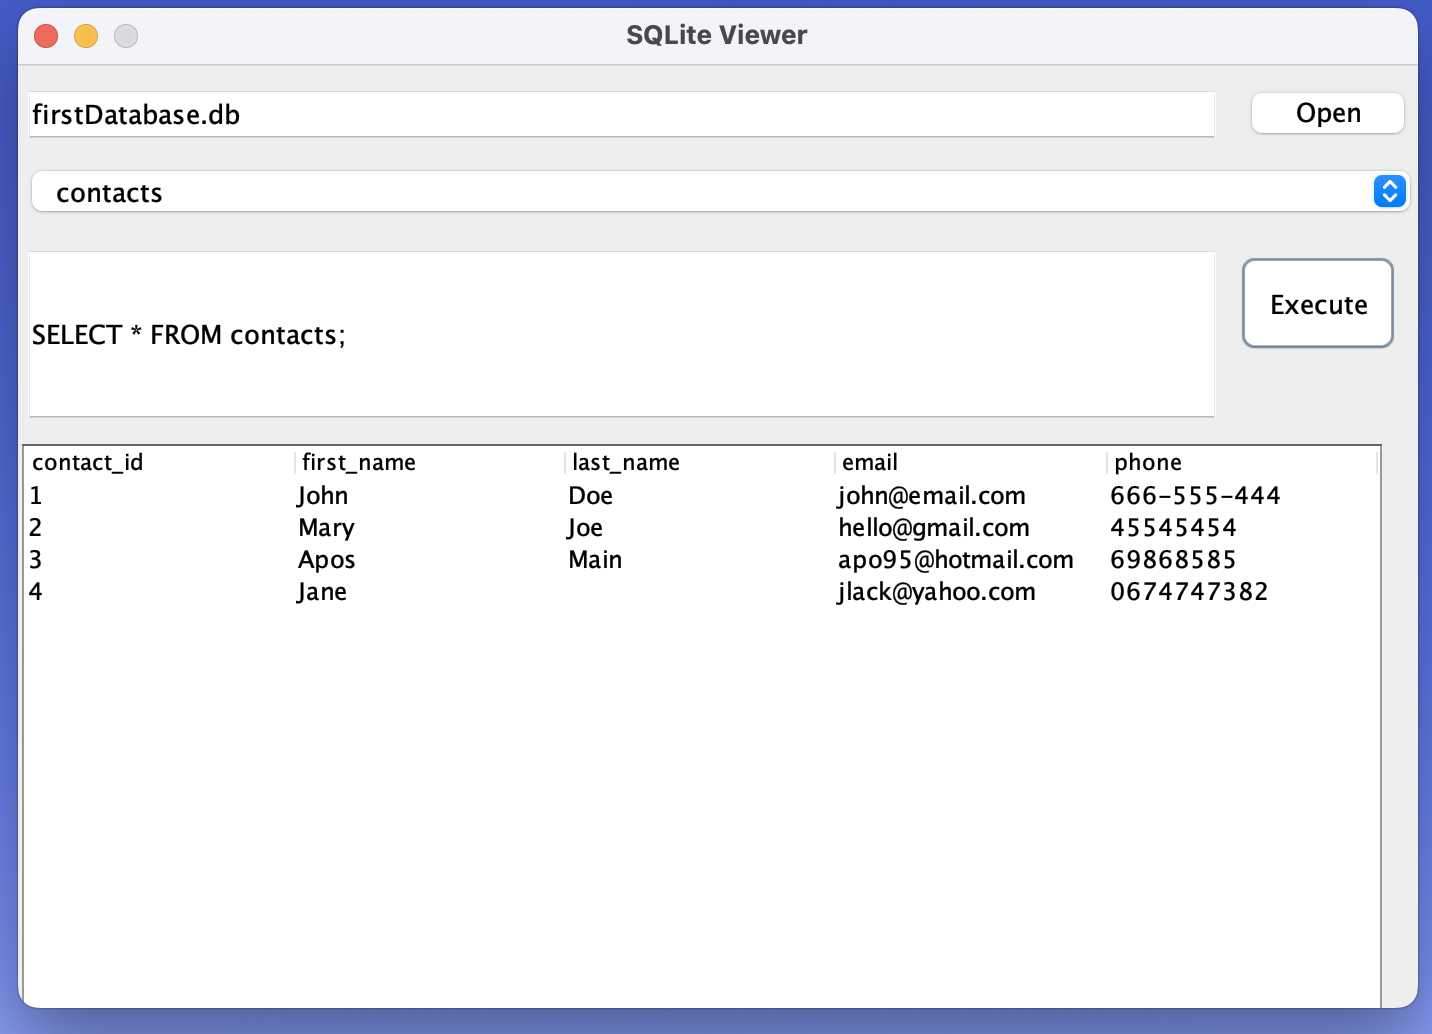 SQLite Viewer
firstDatabase.db Open
contacts
SELECT * FROM contacts; Execute
contact_id first_name last_name email phone
1 John Doe john@email.com 666-555-444
2 Mary Joe hello@gmail.com 45545454
3 Apos Main apo95@hotmail.com 69868585
4 Jane jlack@yahoo.com 0674747382